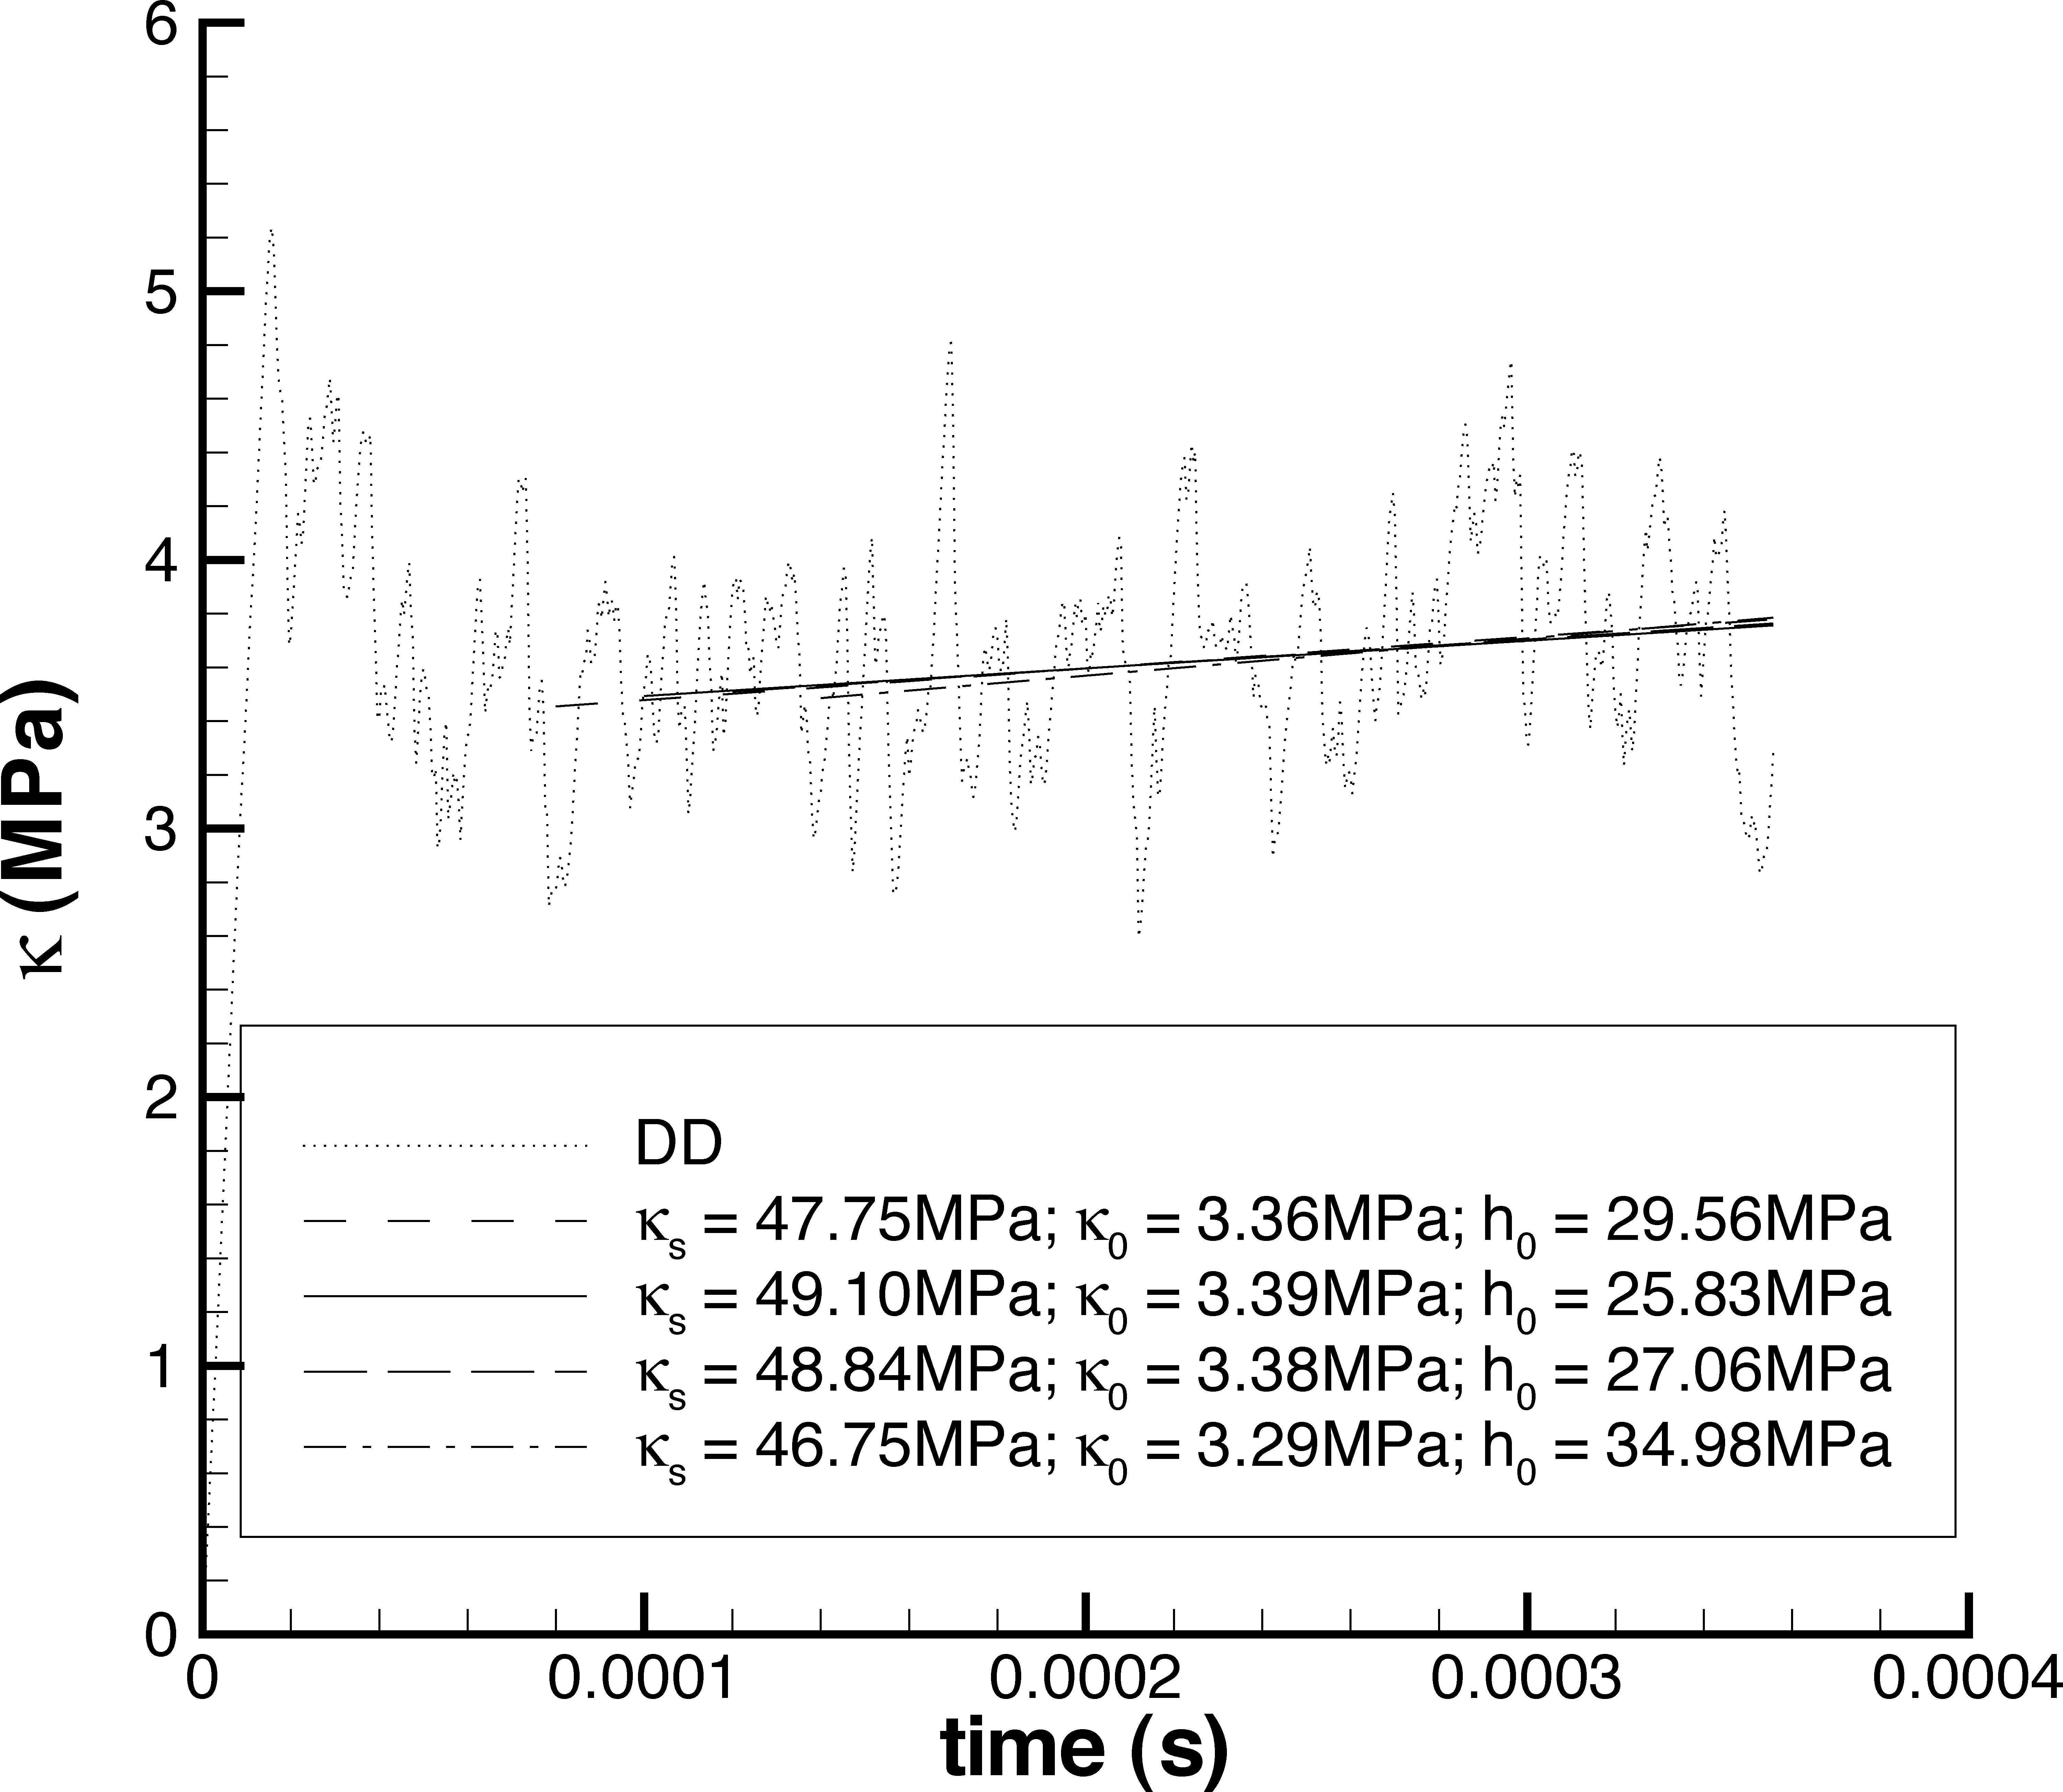 6
5
4
3
2
1
0
κ (MPa)
DD
κs = 47.75MPa; κ0 = 3.36MPa; h0 = 29.56MPa
κs = 49.10MPa; κ0 = 3.39MPa; h0 = 25.83MPa
κs = 48.84MPa; κ0 = 3.38MPa; h0 = 27.06MPa
κs = 46.75MPa; κ0 = 3.29MPa; h0 = 34.98MPa
0 0.0001 0.0002 0.0003 0.0004
time (s)